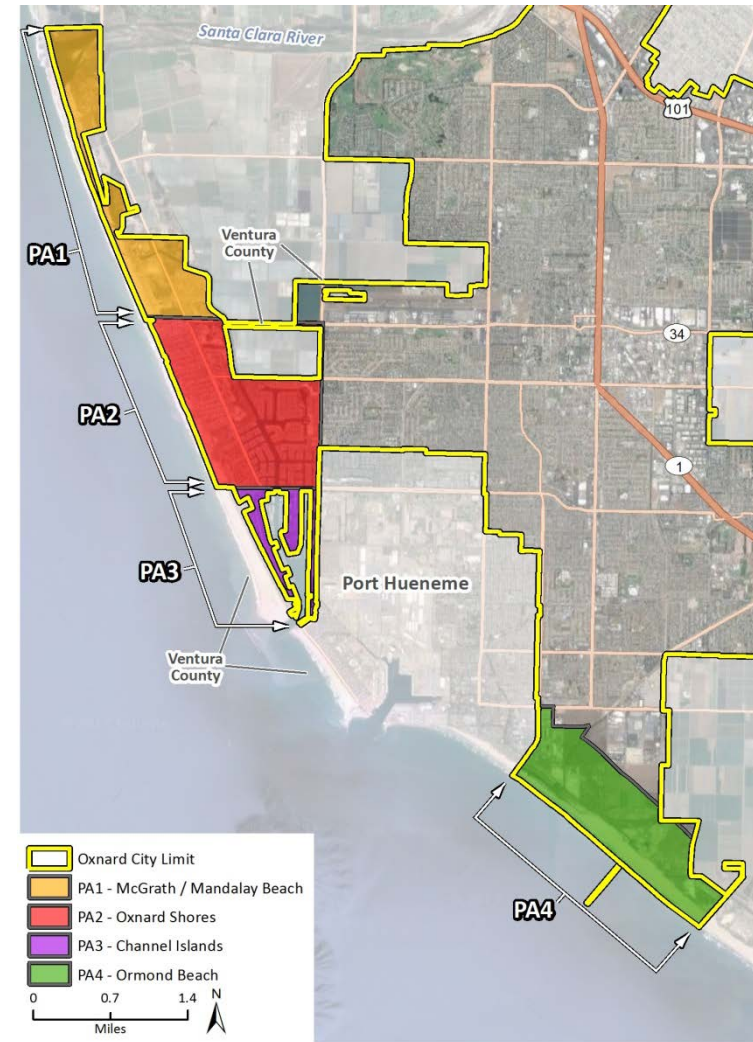 Santa Clara River
101
PA1
Ventura
County
34
PA2
1
PA3
Port Hueneme
Ventura
County
PA4
Oxnard City Limit
PA1 - McGrath / Mandalay Beach
PA2 - Oxnard Shores
PA3 - Channel Islands
PA4 - Ormond Beach
0 0.7 1.4
Miles
N